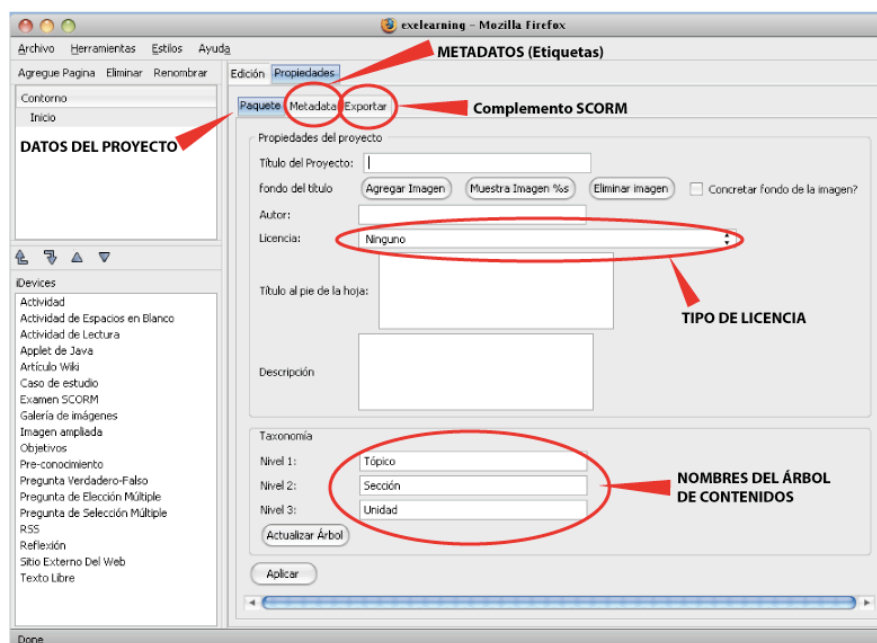 exelearning – Mozilla Firefox
Archivo Herramientas Estilos Ayuda
METADATOS (Etiquetas)
Agregue Pagina Eliminar Renombrar
Edición Propiedades
Contorno
Paquete Metadata Exportar
Complemento SCORM
Inicio
DATOS DEL PROYECTO
Propiedades del proyecto
Título del Proyecto:
fondo del título Agregar Imagen Muestra Imagen %s Eliminar imagen Concretar fondo de la imagen?
Autor:
Licencia: Ninguno
Título al pie de la hoja:
TIPO DE LICENCIA
Descripción
iDevices
Actividad
Actividad de Espacios en Blanco
Actividad de Lectura
Applet de Java
Artículo Wiki
Caso de estudio
Examen SCORM
Galería de imágenes
Imagen ampliada
Objetivos
Pre-conocimiento
Pregunta Verdadero-Falso
Pregunta de Elección Múltiple
Pregunta de Selección Múltiple
RSS
Reflexión
Sitio Externo Del Web
Texto Libre
Taxonomía
Nivel 1: Tópico
Nivel 2: Sección
Nivel 3: Unidad
NOMBRES DEL ÁRBOL
DE CONTENIDOS
Actualizar Árbol
Aplicar
Done